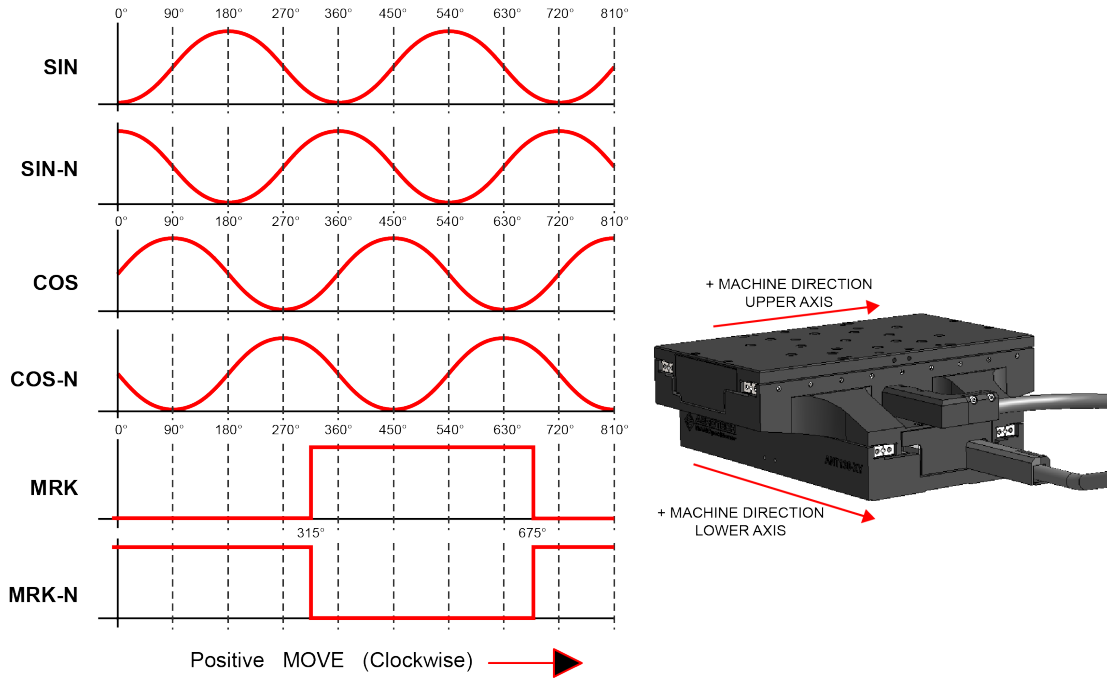 0° 90° 180° 270° 360° 450° 540° 630° 720° 810°
SIN
SIN-N
0° 90° 180° 270° 360° 450° 540° 630° 720° 810°
COS
COS-N
0° 90° 180° 270° 360° 450° 540° 630° 720° 810°
MRK
315° 675°
MRK-N
Positive MOVE (Clockwise)
+ MACHINE DIRECTION
UPPER AXIS
+ MACHINE DIRECTION
LOWER AXIS